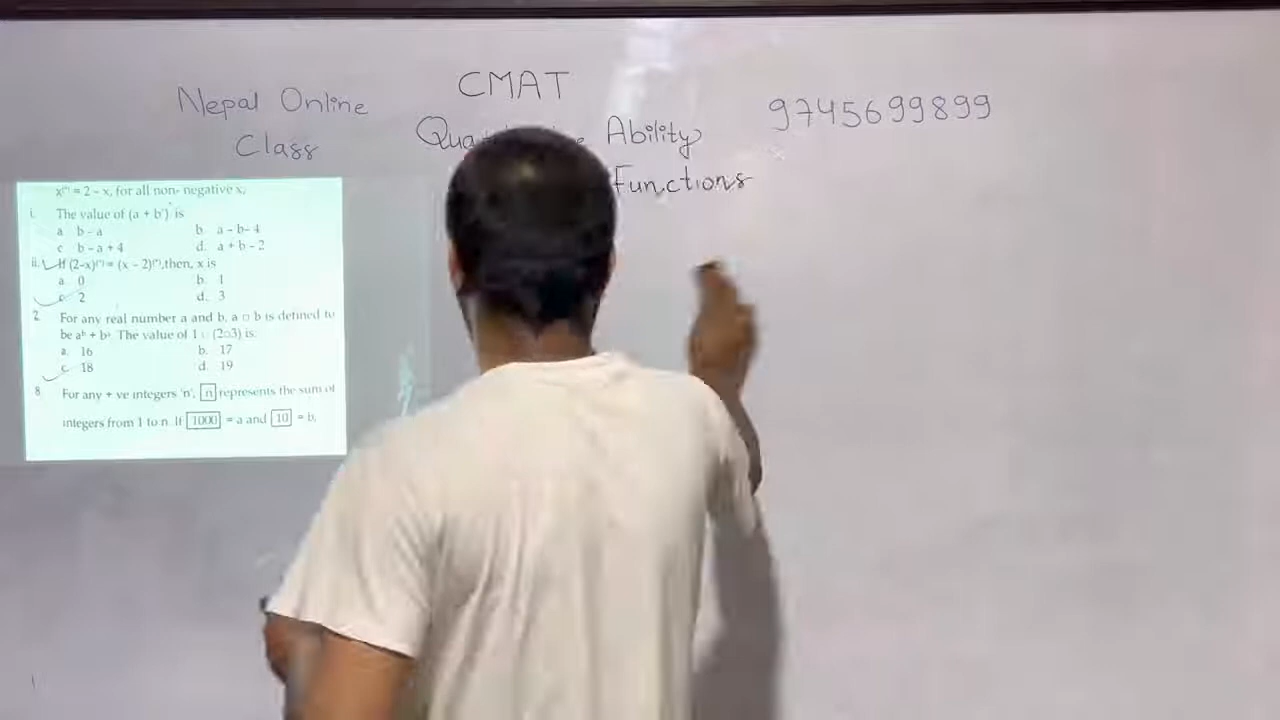 CMAT
Nepal Online
Class
Ability
Functions
9745699899
x⁽*⁾ = 2 - x, for all non- negative x,
i. The value of (a + b*)* is
a. b - a b. a - b- 4
c. b - a + 4 d. a + b - 2
ii. If (2-x)⁽*⁾ = (x - 2)⁽*⁾,then, x is
a. 0 b. 1
c. 2 d. 3
2. For any real number a and b, a □ b is defined to
be aᵇ + bᵃ. The value of 1 □ (2□3) is:
a. 16 b. 17
c. 18 d. 19
8. For any + ve integers 'n', n represents the sum of
integers from 1 to n. If 1000 = a and 10 = b,